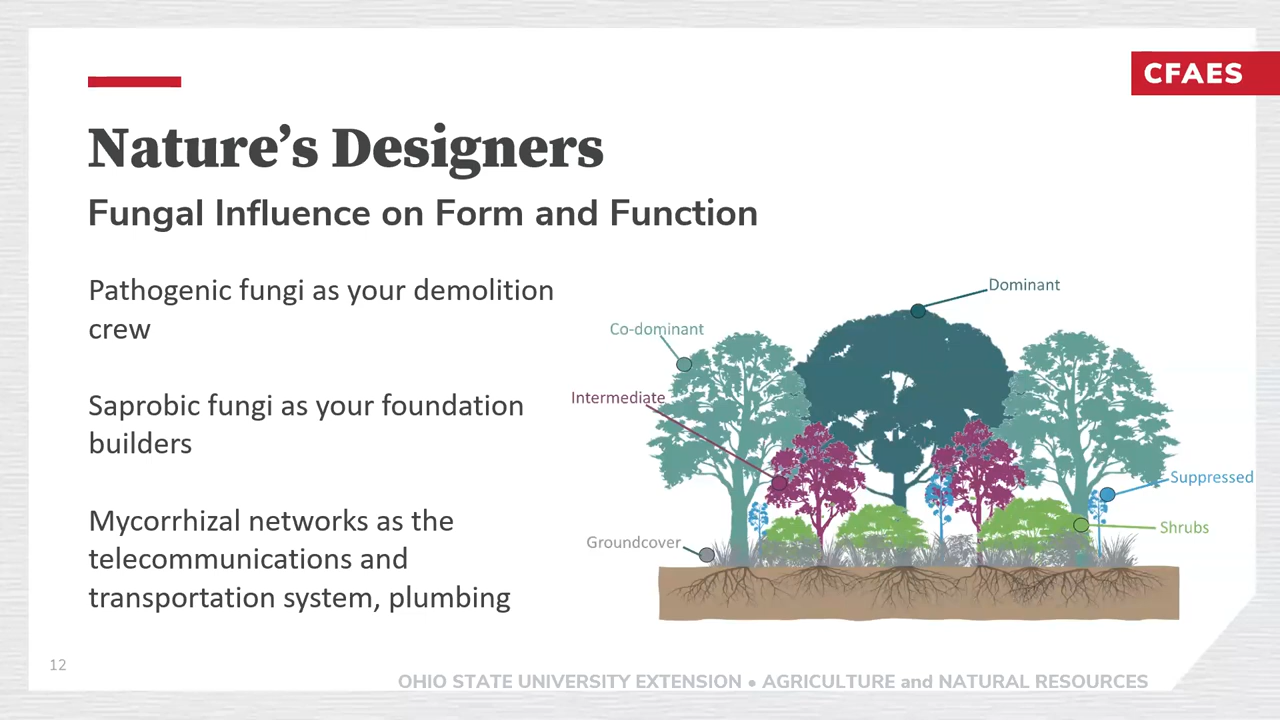 CFAES
Nature's Designers
Fungal Influence on Form and Function
Pathogenic fungi as your demolition
crew
Saprobic fungi as your foundation
builders
Mycorrhizal networks as the
telecommunications and
transportation system, plumbing
Dominant
Co-dominant
Intermediate
Suppressed
Shrubs
Groundcover
12
OHIO STATE UNIVERSITY EXTENSION • AGRICULTURE and NATURAL RESOURCES